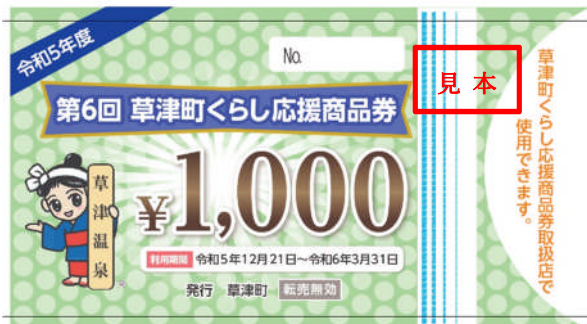 令和5年度
No.
第6回 草津町くらし応援商品券
見本
草津温泉
¥1,000
利用期間 令和5年12月21日～令和6年3月31日
発行 草津町 転売無効
草津町くらし応援商品券取扱店で
使用できます。